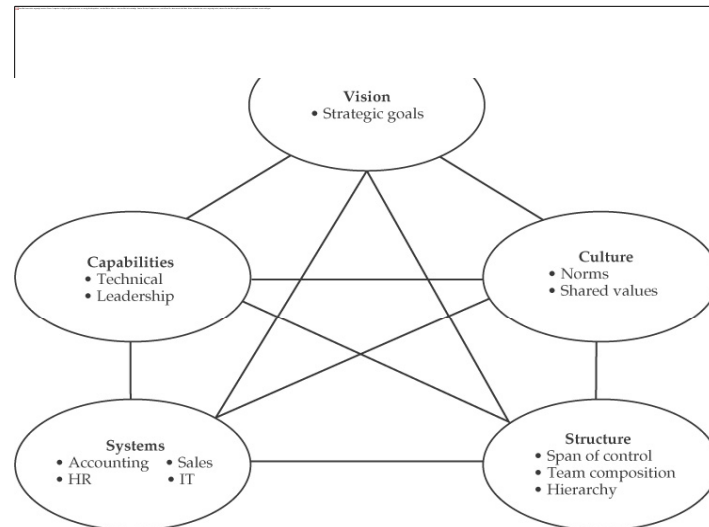 Vision
• Strategic goals
Capabilities
• Technical
• Leadership
Culture
• Norms
• Shared values
Systems
• Accounting • Sales
• HR • IT
Structure
• Span of control
• Team composition
• Hierarchy